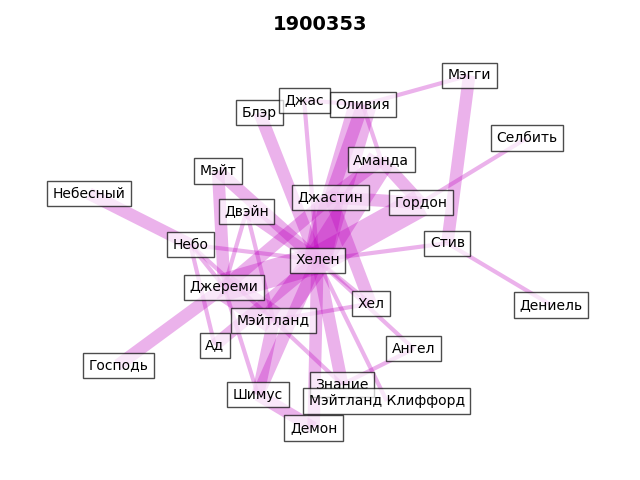 1900353
Мэгги
Джас
Оливия
Блэр
Селбить
Аманда
Мэйт
Небесный
Джастин
Гордон
Двэйн
Небо
Стив
Хелен
Джереми
Хел
Дениель
Мэйтланд
Ад
Ангел
Господь
Знание
Шимус
Мэйтланд Клиффорд
Демон